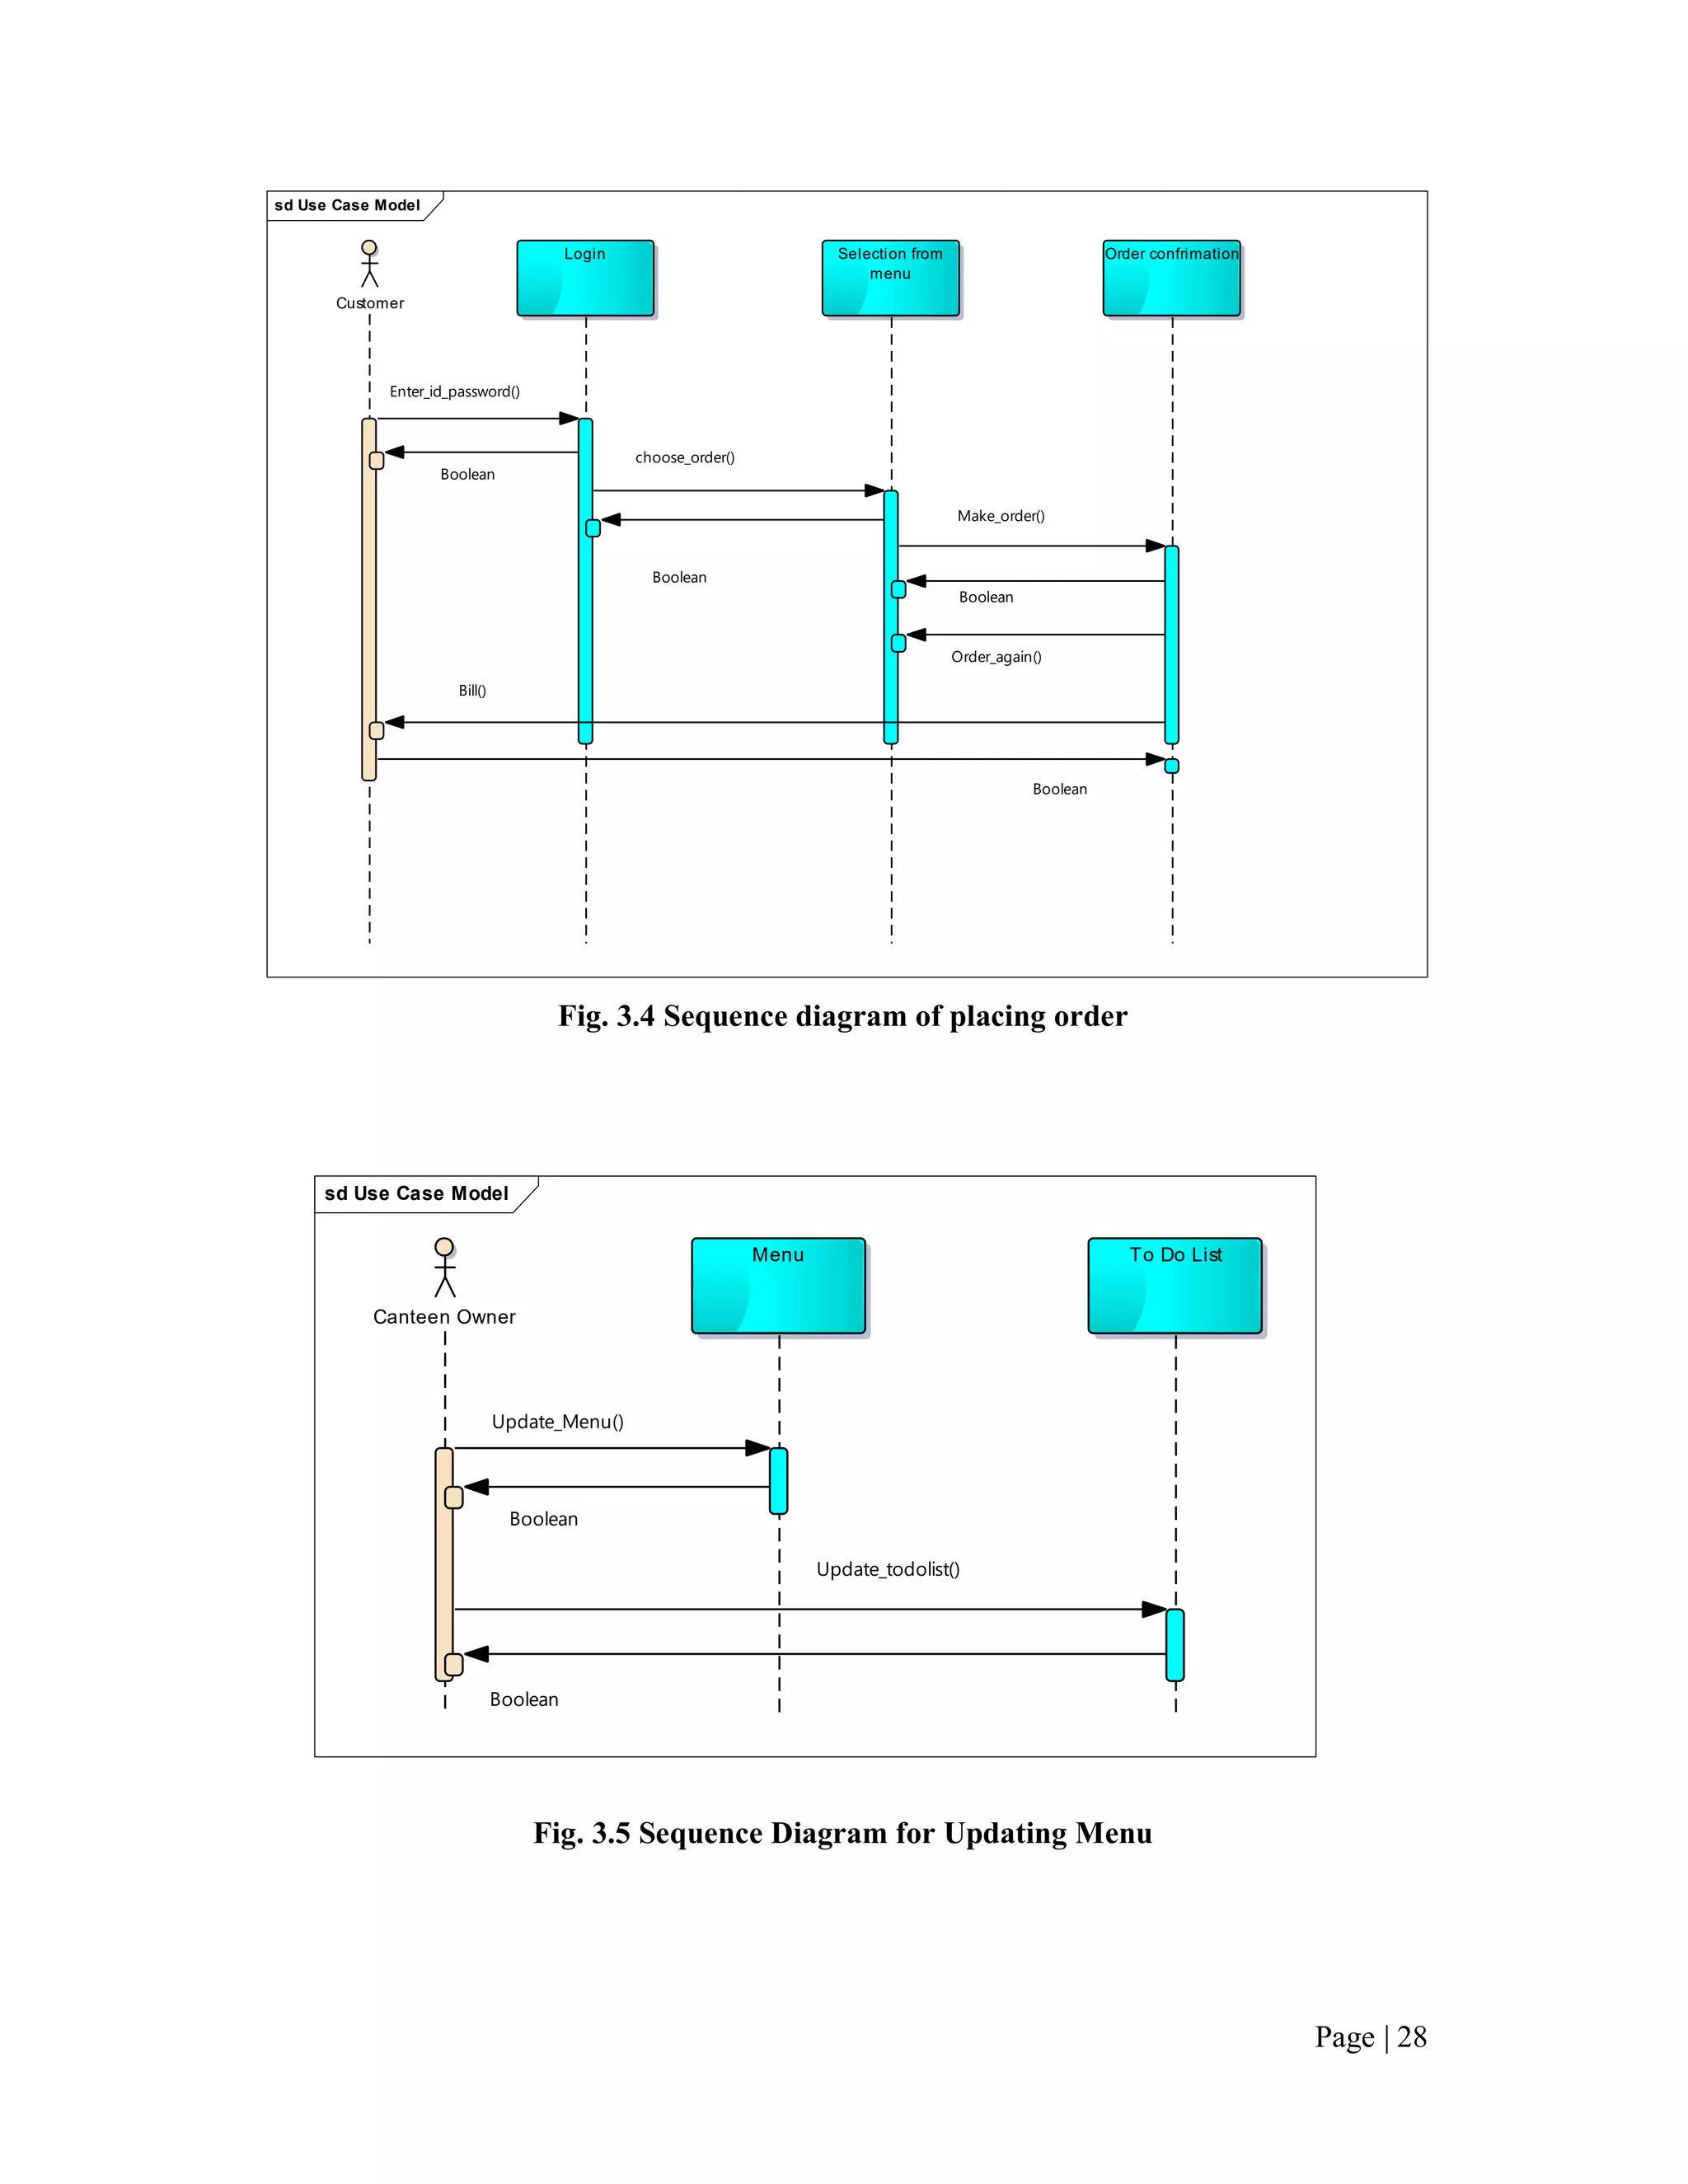 sd Use Case Model
Customer
Login
Selection from
menu
Order confrimation
Enter_id_password()
Boolean
choose_order()
Boolean
Make_order()
Boolean
Order_again()
Bill()
Boolean
Fig. 3.4 Sequence diagram of placing order
sd Use Case Model
Canteen Owner
Menu
To Do List
Update_Menu()
Boolean
Update_todolist()
Boolean
Fig. 3.5 Sequence Diagram for Updating Menu
Page | 28